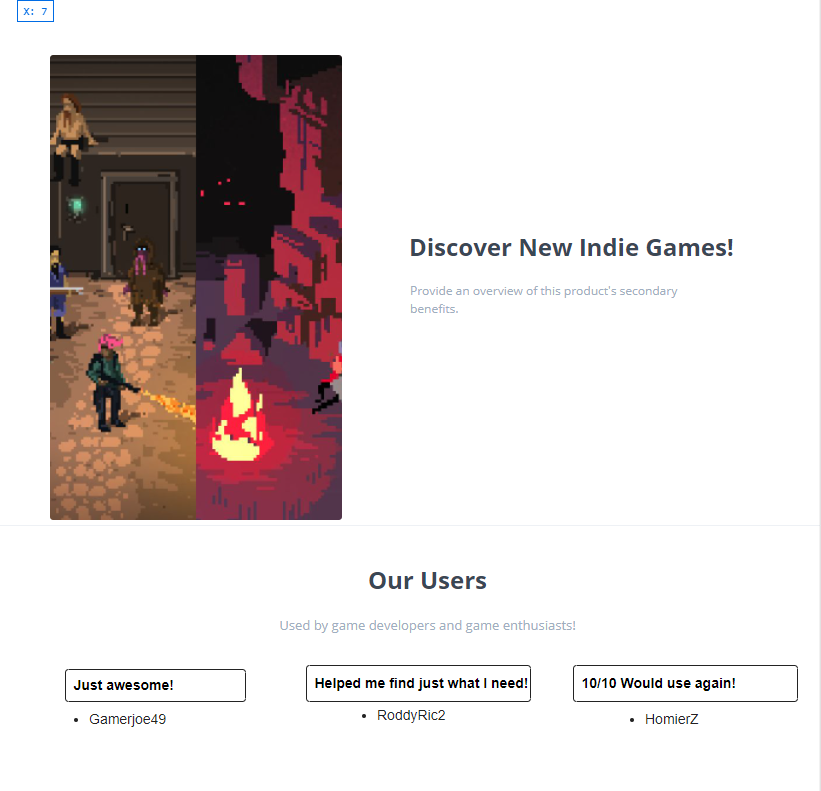 X: 7
Discover New Indie Games!
Provide an overview of this product's secondary
benefits.
Our Users
Used by game developers and game enthusiasts!
Just awesome!
Helped me find just what I need!
10/10 Would use again!
• Gamerjoe49
• RoddyRic2
• HomierZ